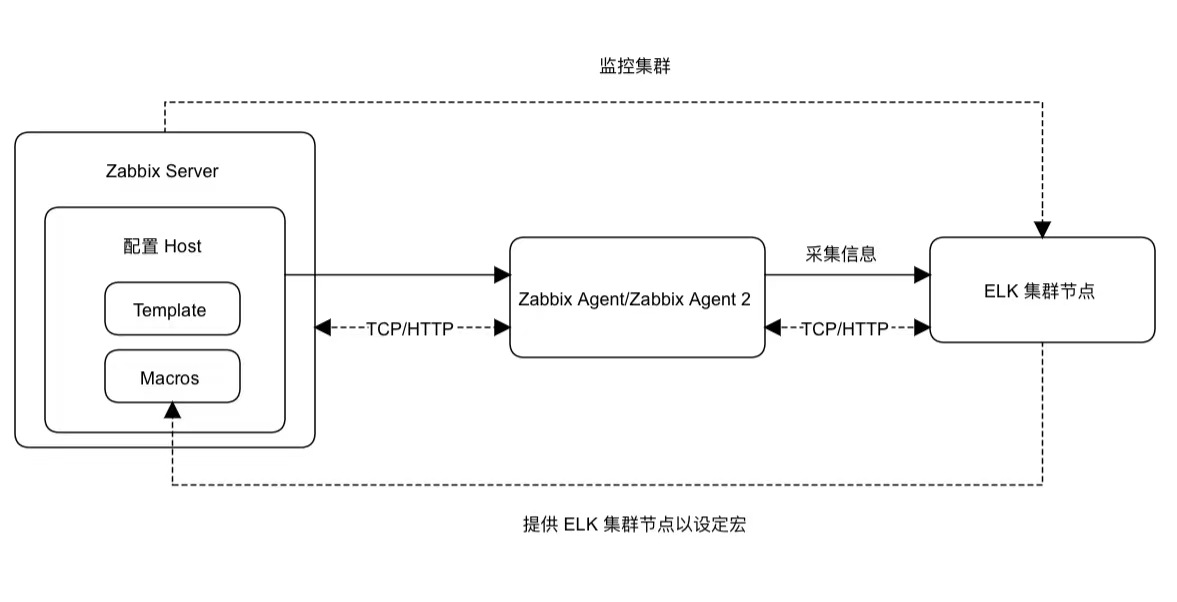 监控集群
Zabbix Server
配置 Host
Template
Macros
TCP/HTTP
Zabbix Agent/Zabbix Agent 2
采集信息
TCP/HTTP
ELK 集群节点
提供 ELK 集群节点以设定宏